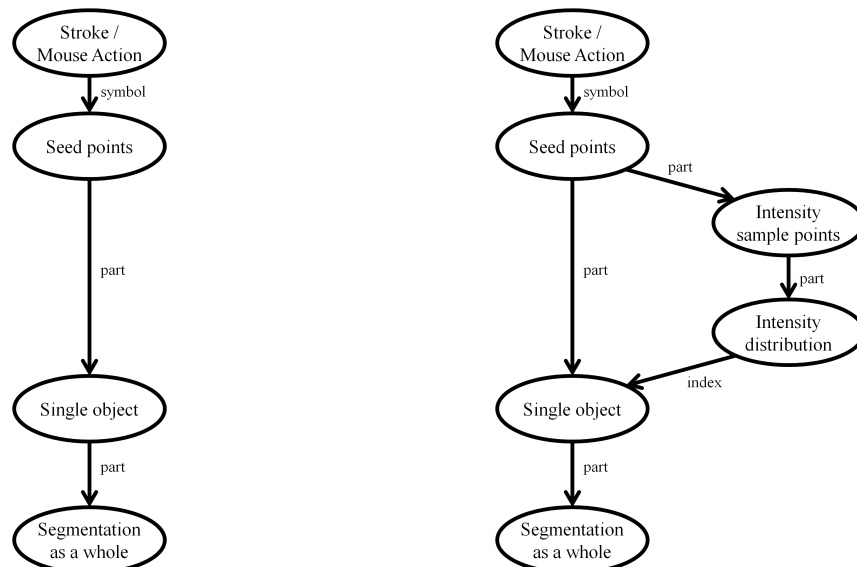 Stroke /
Mouse Action
symbol
Seed points
part
Single object
part
Segmentation
as a whole
Stroke /
Mouse Action
symbol
Seed points
part
Intensity
sample points
part
part
Intensity
distribution
index
Single object
part
Segmentation
as a whole